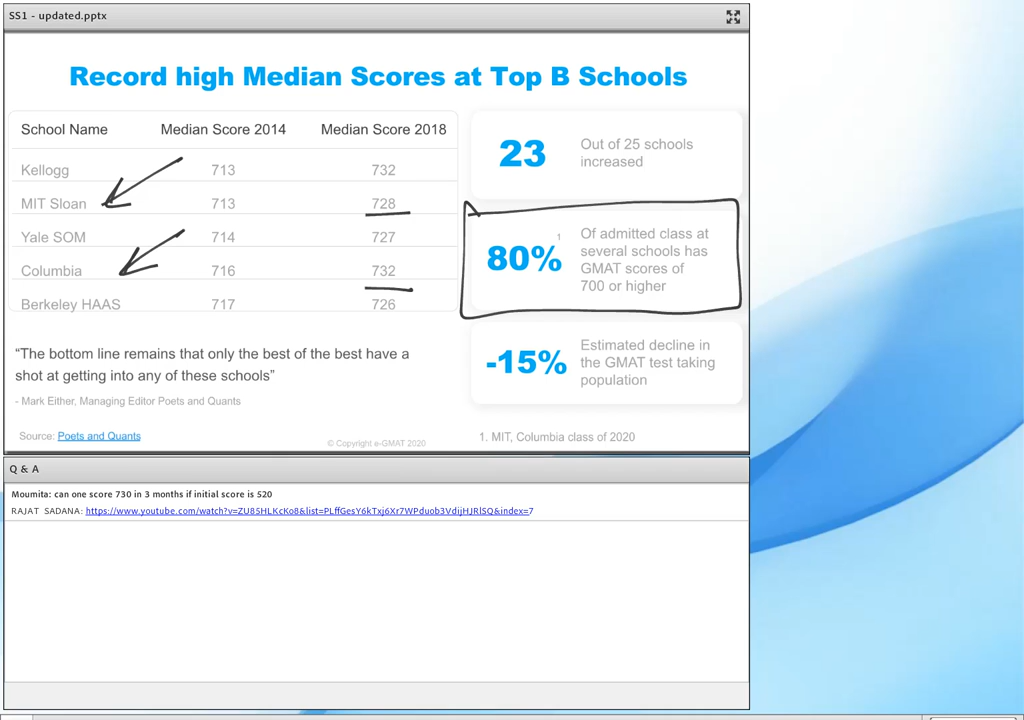 SS1 - updated.pptx
Record high Median Scores at Top B Schools
School Name Median Score 2014 Median Score 2018
Kellogg 713 732
MIT Sloan 713 728
Yale SOM 714 727
Columbia 716 732
Berkeley HAAS 717 726
23 Out of 25 schools
increased
80% 1 Of admitted class at
several schools has
GMAT scores of
700 or higher
-15% Estimated decline in
the GMAT test taking
population
“The bottom line remains that only the best of the best have a
shot at getting into any of these schools”
- Mark Either, Managing Editor Poets and Quants
Source: Poets and Quants
© Copyright e-GMAT 2020
1. MIT, Columbia class of 2020
Q & A
Moumita: can one score 730 in 3 months if initial score is 520
RAJAT SADANA: https://www.youtube.com/watch?v=ZU85HLKcKo8&list=PLffGesY6kTxj6Xr7WPduob3VdijHJRlSQ&index=7